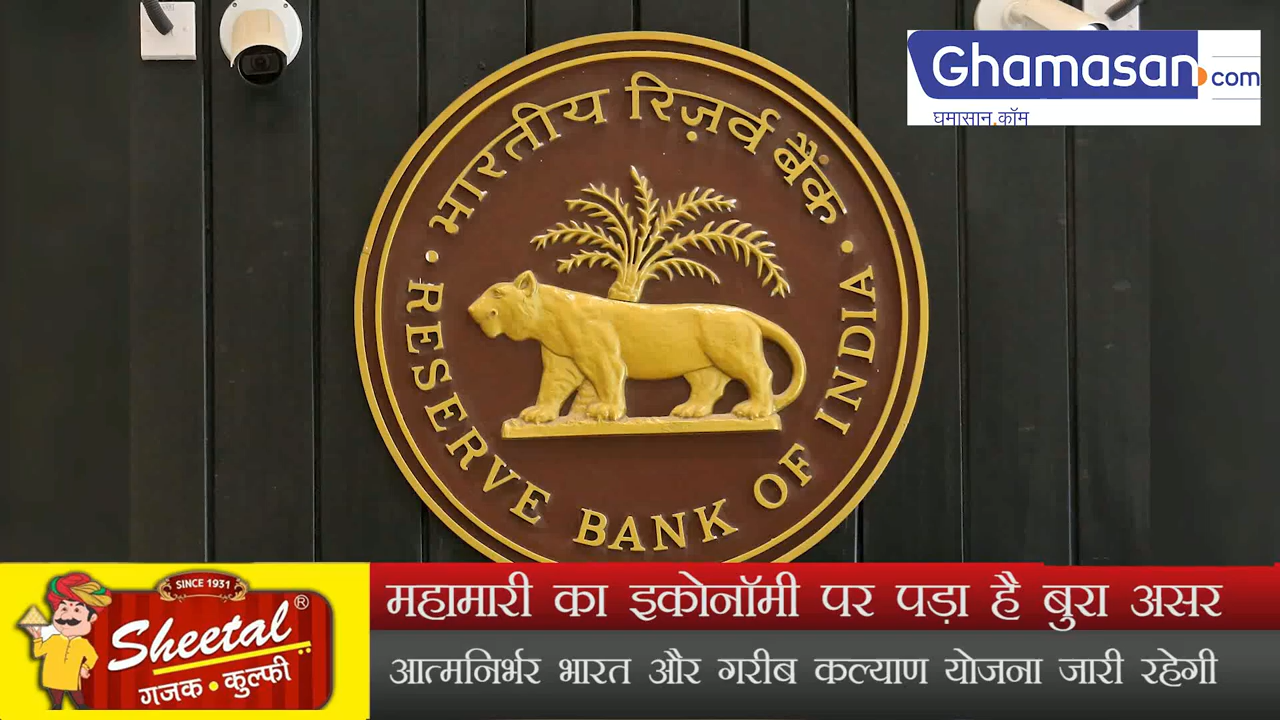 Ghamasan.com
घमासान.कॉम
भारतीय रिज़र्व बैंक
RESERVE BANK OF INDIA
SINCE 1931
Sheetal®
गजक • कुल्फी
महामारी का इकोनॉमी पर पड़ा है बुरा असर
आत्मनिर्भर भारत और गरीब कल्याण योजना जारी रहेगी